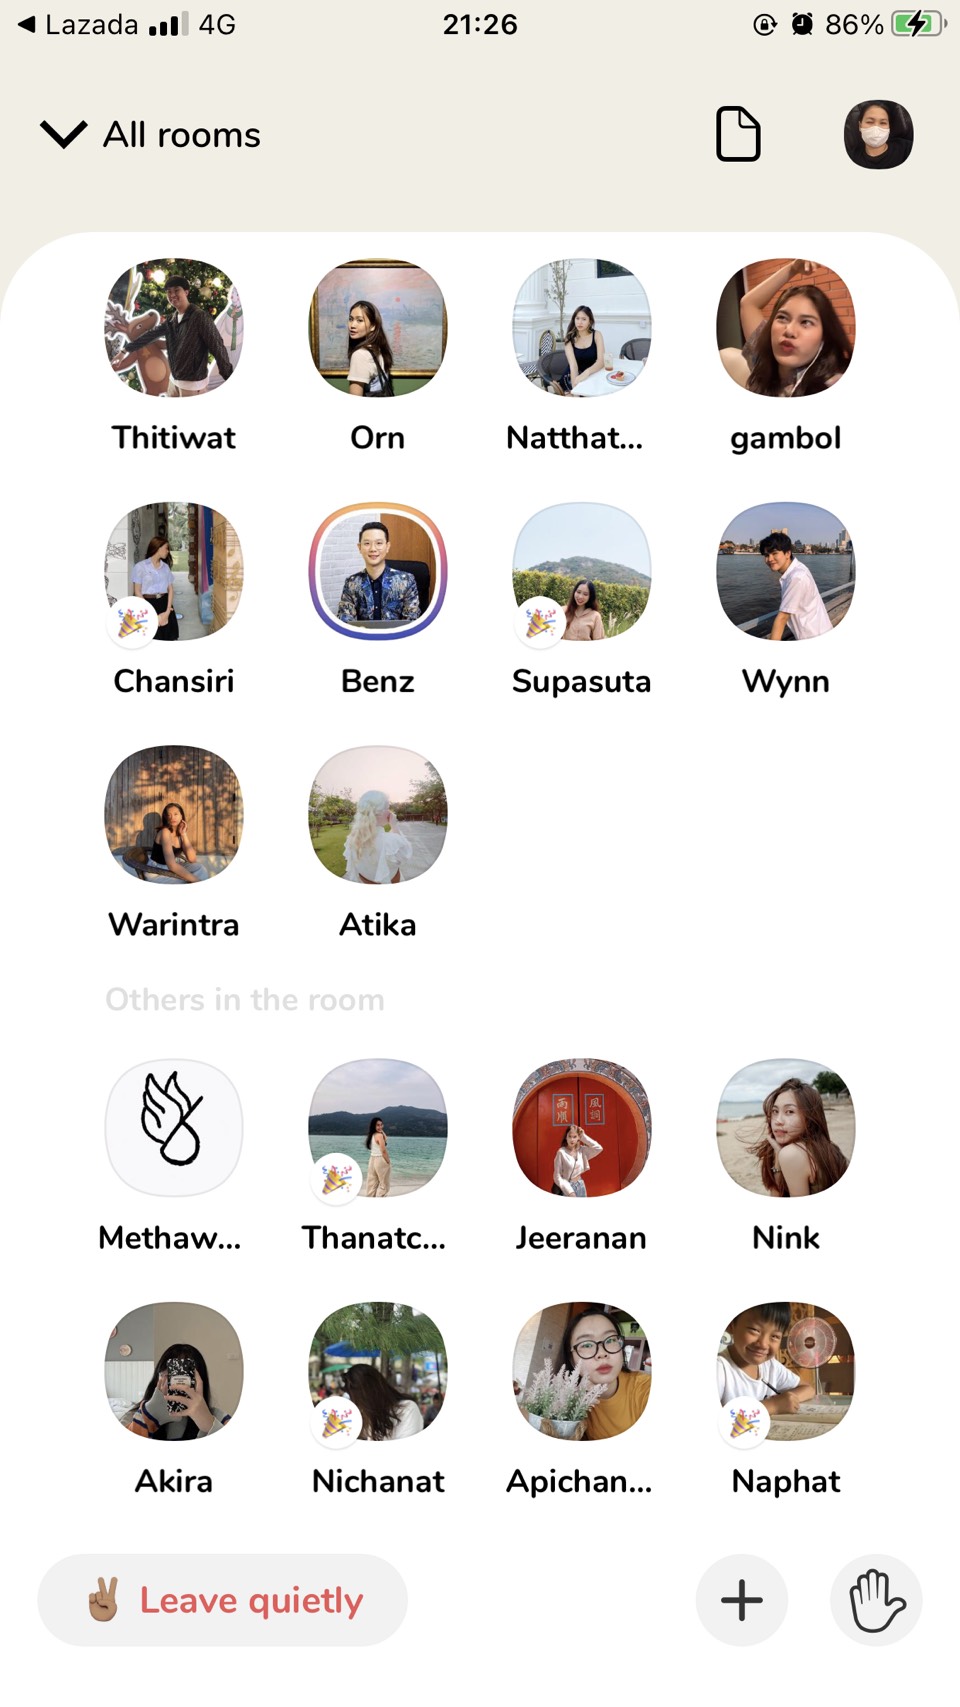 Lazada 4G 21:26 86%
All rooms
Thitiwat Orn Natthat... gambol
Chansiri Benz Supasuta Wynn
Warintra Atika
Others in the room
Methaw... Thanatc... Jeeranan Nink
Akira Nichanat Apichan... Naphat
Leave quietly